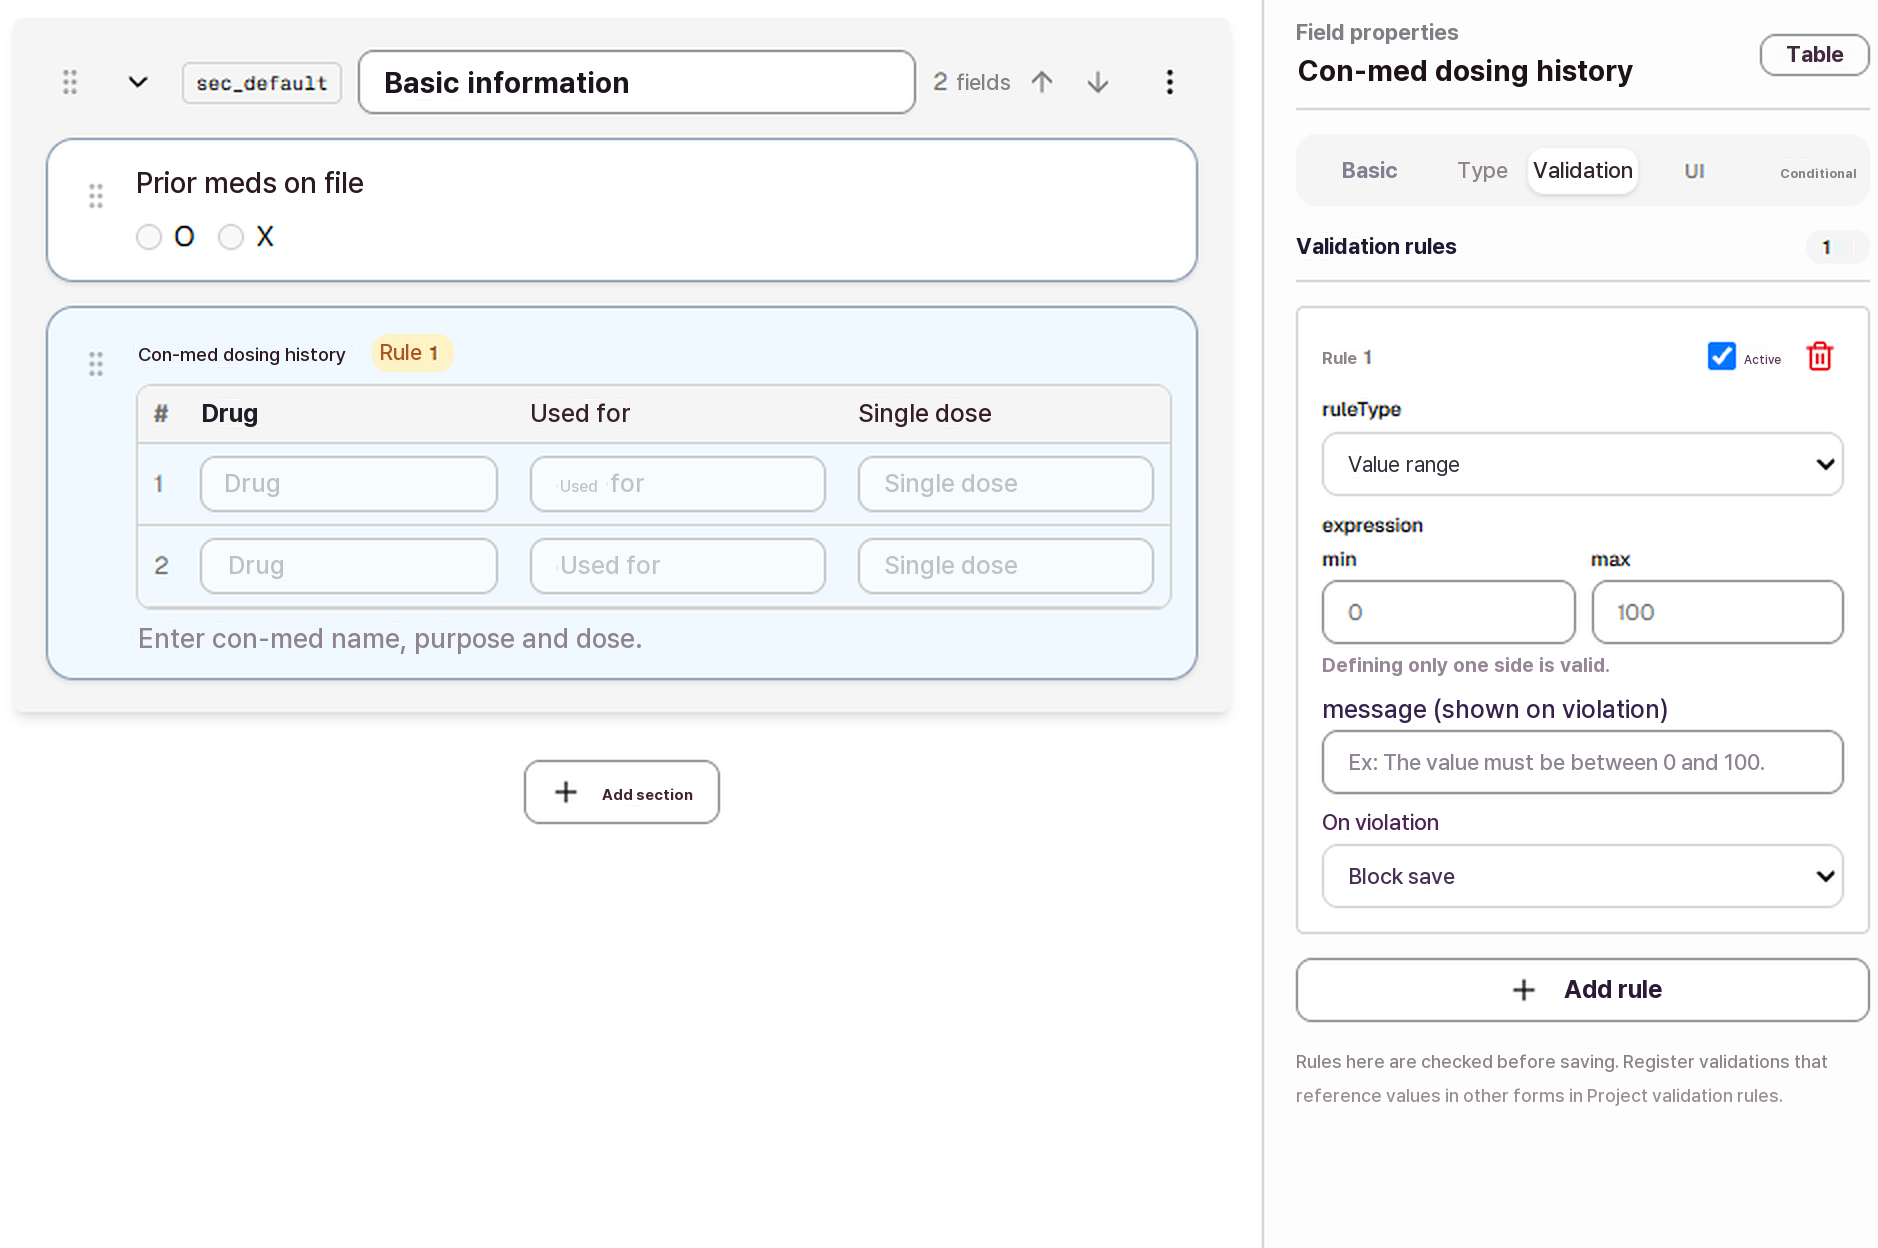 sec_default
Basic information
2 fields
Prior meds on file
O
X
Con-med dosing history
Rule 1
# Drug Used for Single dose
1 Drug Used for Single dose
2 Drug Used for Single dose
Enter con-med name, purpose and dose.
Add section
Field properties
Con-med dosing history
Table
Basic Type Validation UI Conditional
Validation rules
1
Rule 1
Active
ruleType
Value range
expression
min max
0 100
Defining only one side is valid.
message (shown on violation)
Ex: The value must be between 0 and 100.
On violation
Block save
Add rule
Rules here are checked before saving. Register validations that
reference values in other forms in Project validation rules.